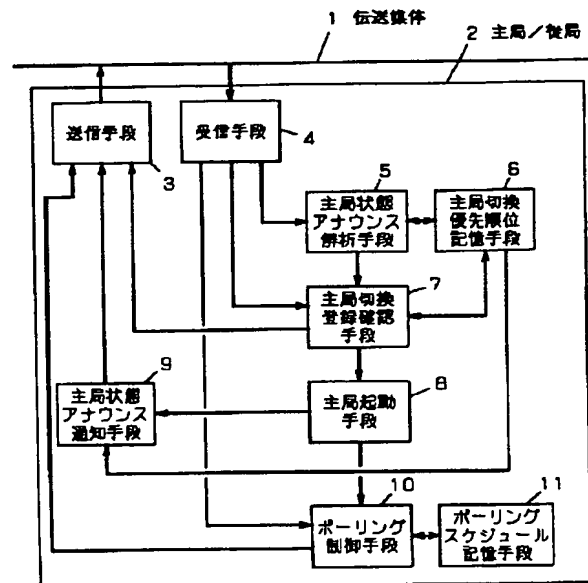 1 伝送媒体
2 主局/従局
送信手段
3
受信手段
4
5
主局状態
アナウンス
解析手段
6
主局切換
優先順位
記憶手段
7
主局切換
登録確認
手段
9
主局状態
アナウンス
通知手段
8
主局起動
手段
10
ポーリング
制御手段
11
ポーリング
スケジュール
記憶手段